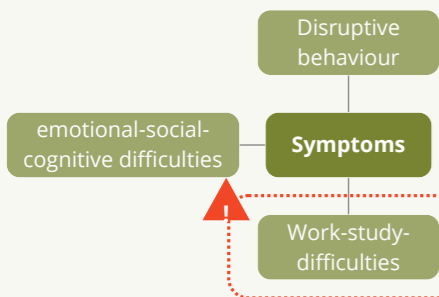 Disruptive
behaviour
emotional-social-
cognitive difficulties
Symptoms
!
Work-study-
difficulties